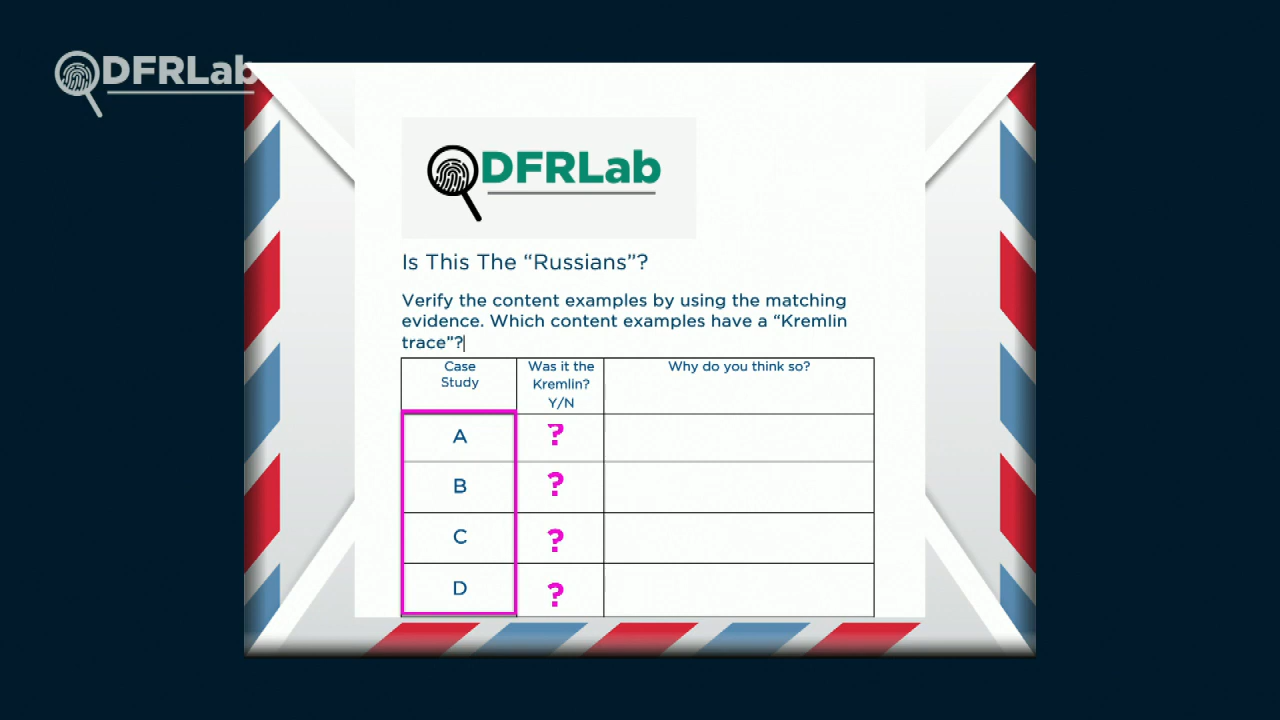 DFRLab
DFRLab
Is This The “Russians”?
Verify the content examples by using the matching
evidence. Which content examples have a “Kremlin
trace”?
Case Study
Was it the Kremlin? Y/N
Why do you think so?
A ?
B ?
C ?
D ?